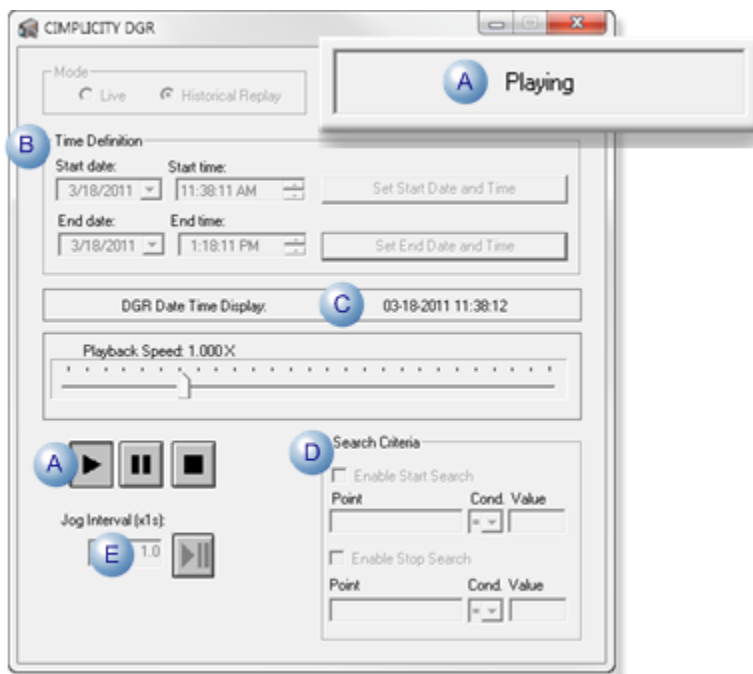 CIMPLICITY DGR
A Playing
Mode
Live Historical Replay
B
Time Definition
Start date: Start time:
3/18/2011 11:38:11 AM Set Start Date and Time
End date: End time:
3/18/2011 1:18:11 PM Set End Date and Time
DGR Date Time Display: C 03-18-2011 11:38:12
Playback Speed: 1.000X
A
D Search Criteria
Enable Start Search
Point Cond. Value
=
Jog Interval (x1s):
E 1.0
Enable Stop Search
Point Cond. Value
=